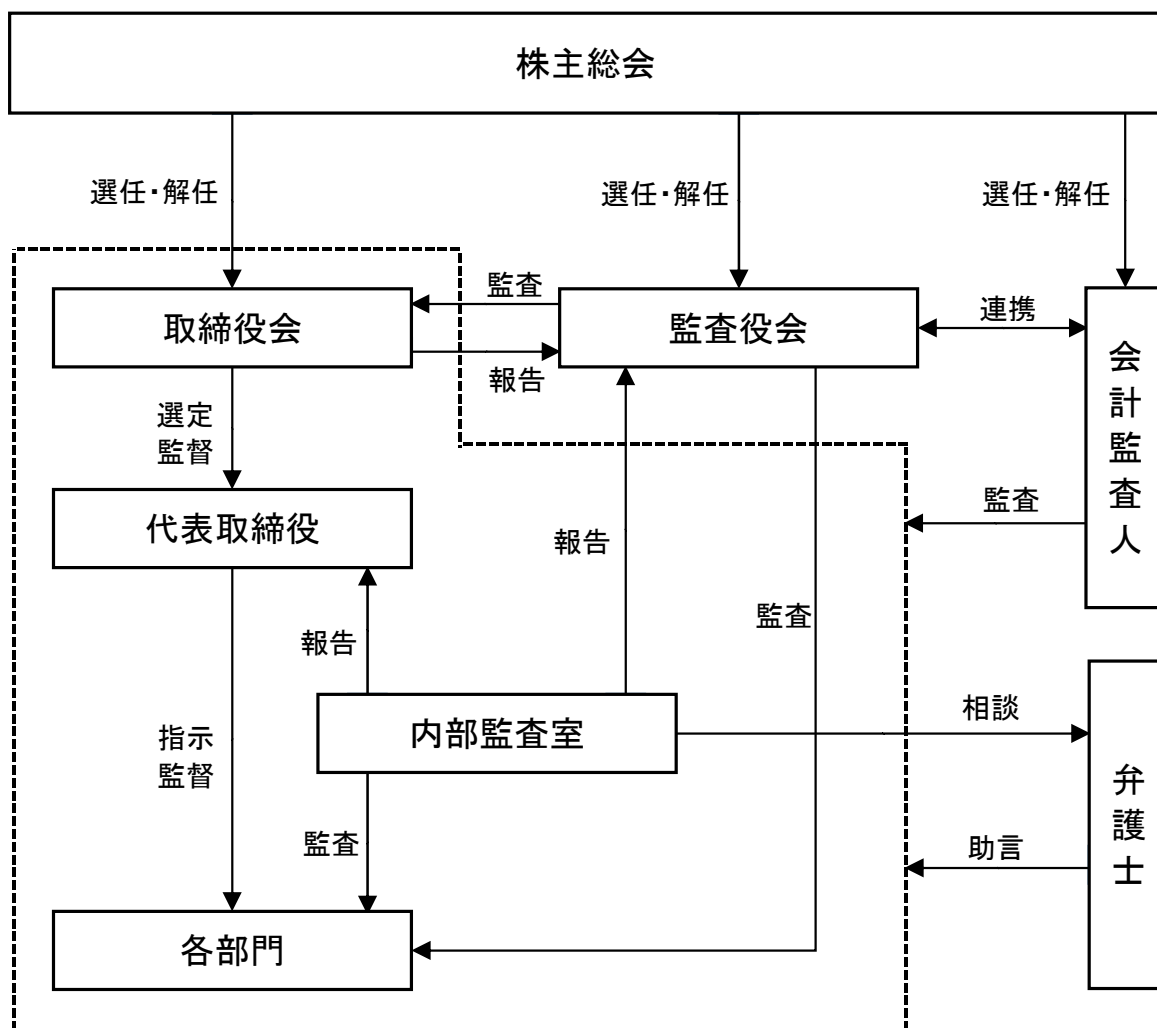 株主総会
選任・解任
選任・解任
選任・解任
監査
取締役会
監査役会
連携
報告
会計監査人
選定
監督
代表取締役
監査
報告
監査
報告
内部監査室
相談
指示
監督
弁護士
監査
助言
各部門